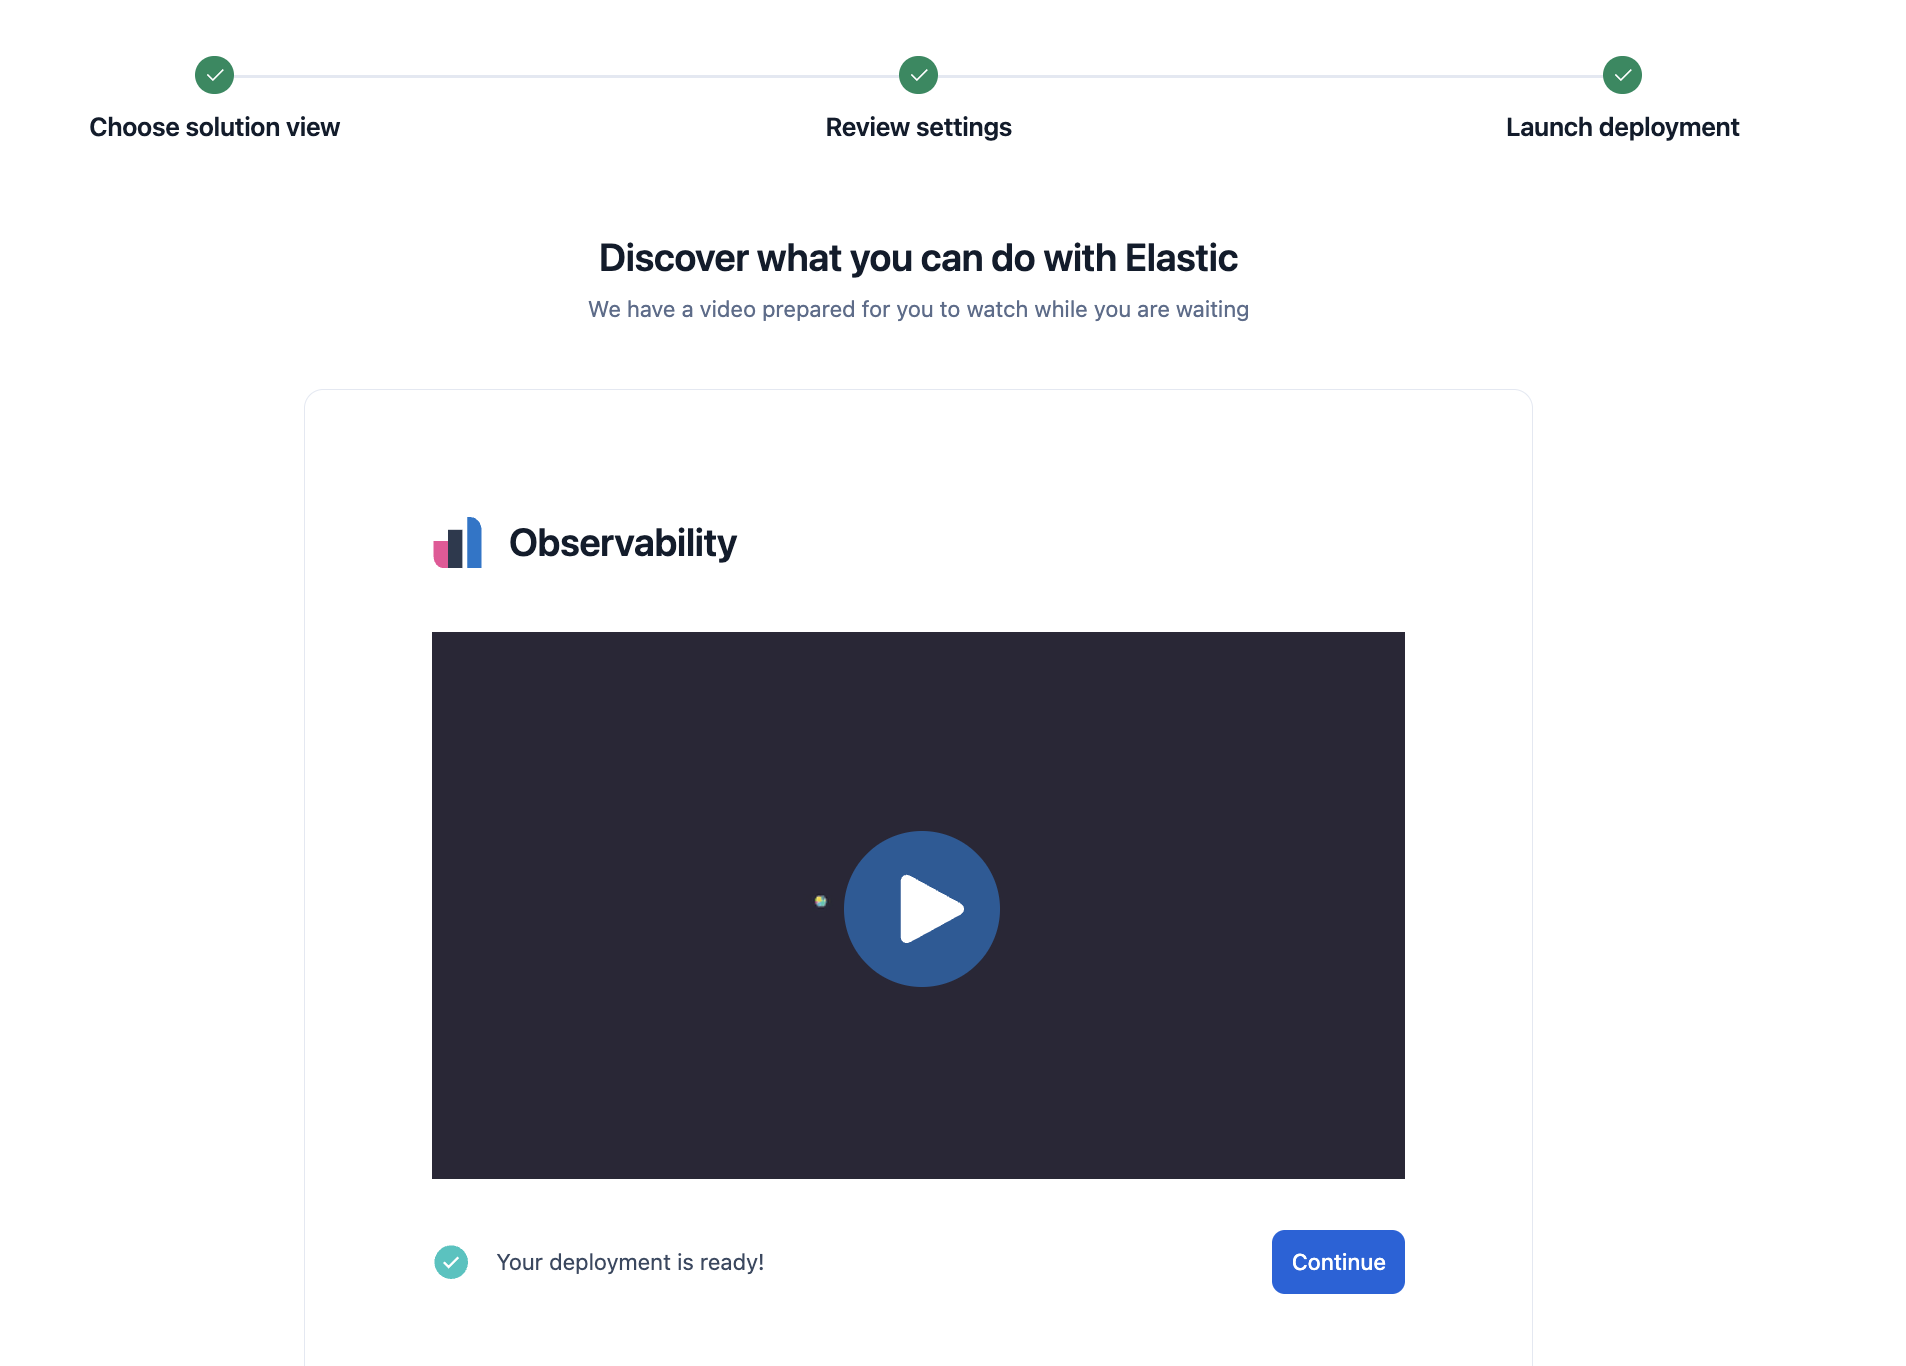 Choose solution view
Review settings
Launch deployment
Discover what you can do with Elastic
We have a video prepared for you to watch while you are waiting
Observability
Your deployment is ready!
Continue